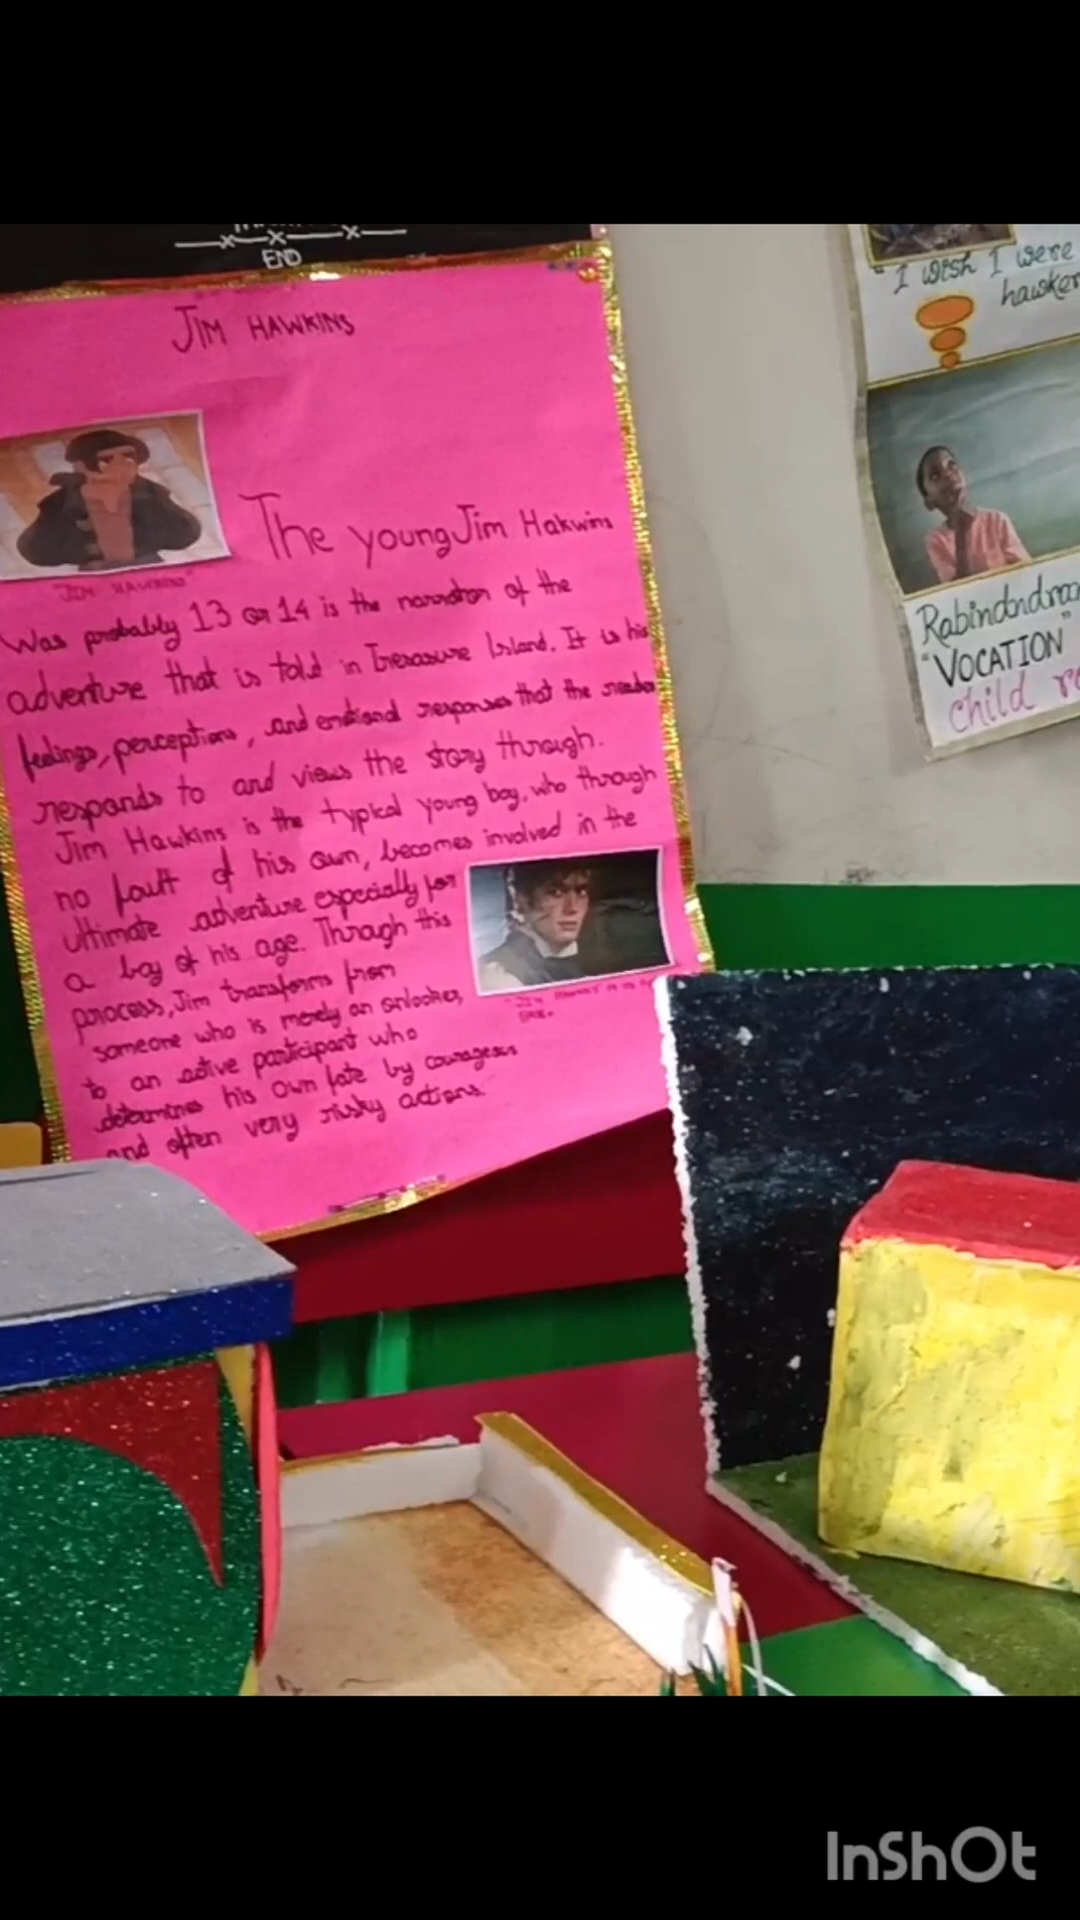 END
JIM HAWKINS
The young Jim Hakwins
"JIM HAWKINS"
Was probably 13 or 14 is the narrator of the
adventure that is told in Treasure Island. It is his
feelings, perceptions, and emotional responses that the reader
responds to and views the story through.
Jim Hawkins is the typical young boy, who through
no fault of his own, becomes involved in the
ultimate adventure especially for
a boy of his age. Through this
process, Jim transforms from
someone who is merely an onlooker,
to an active participant who
determines his own fate by courageous
and often very risky actions.
"JIM HAWKINS"
"I wish I were
hawker
Rabindndran
"VOCATION"
child
InShOt